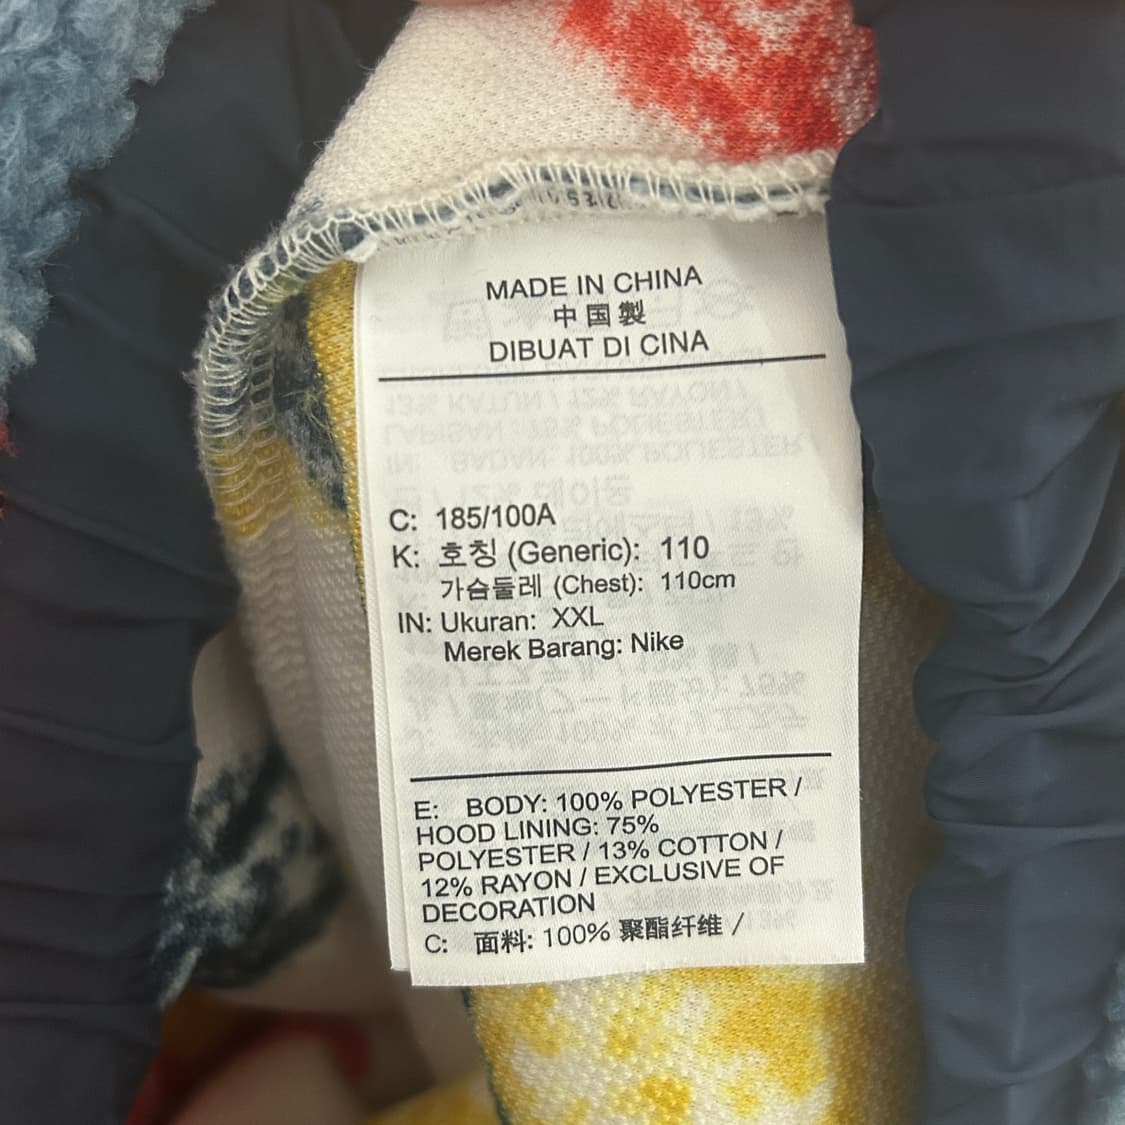 MADE IN CHINA
中国製
DIBUAT DI CINA
C: 185/100A
K: 호칭 (Generic): 110
가슴둘레 (Chest): 110cm
IN: Ukuran: XXL
Merek Barang: Nike
E: BODY: 100% POLYESTER /
HOOD LINING: 75%
POLYESTER / 13% COTTON /
12% RAYON / EXCLUSIVE OF
DECORATION
C: 面料: 100% 聚酯纤维 /